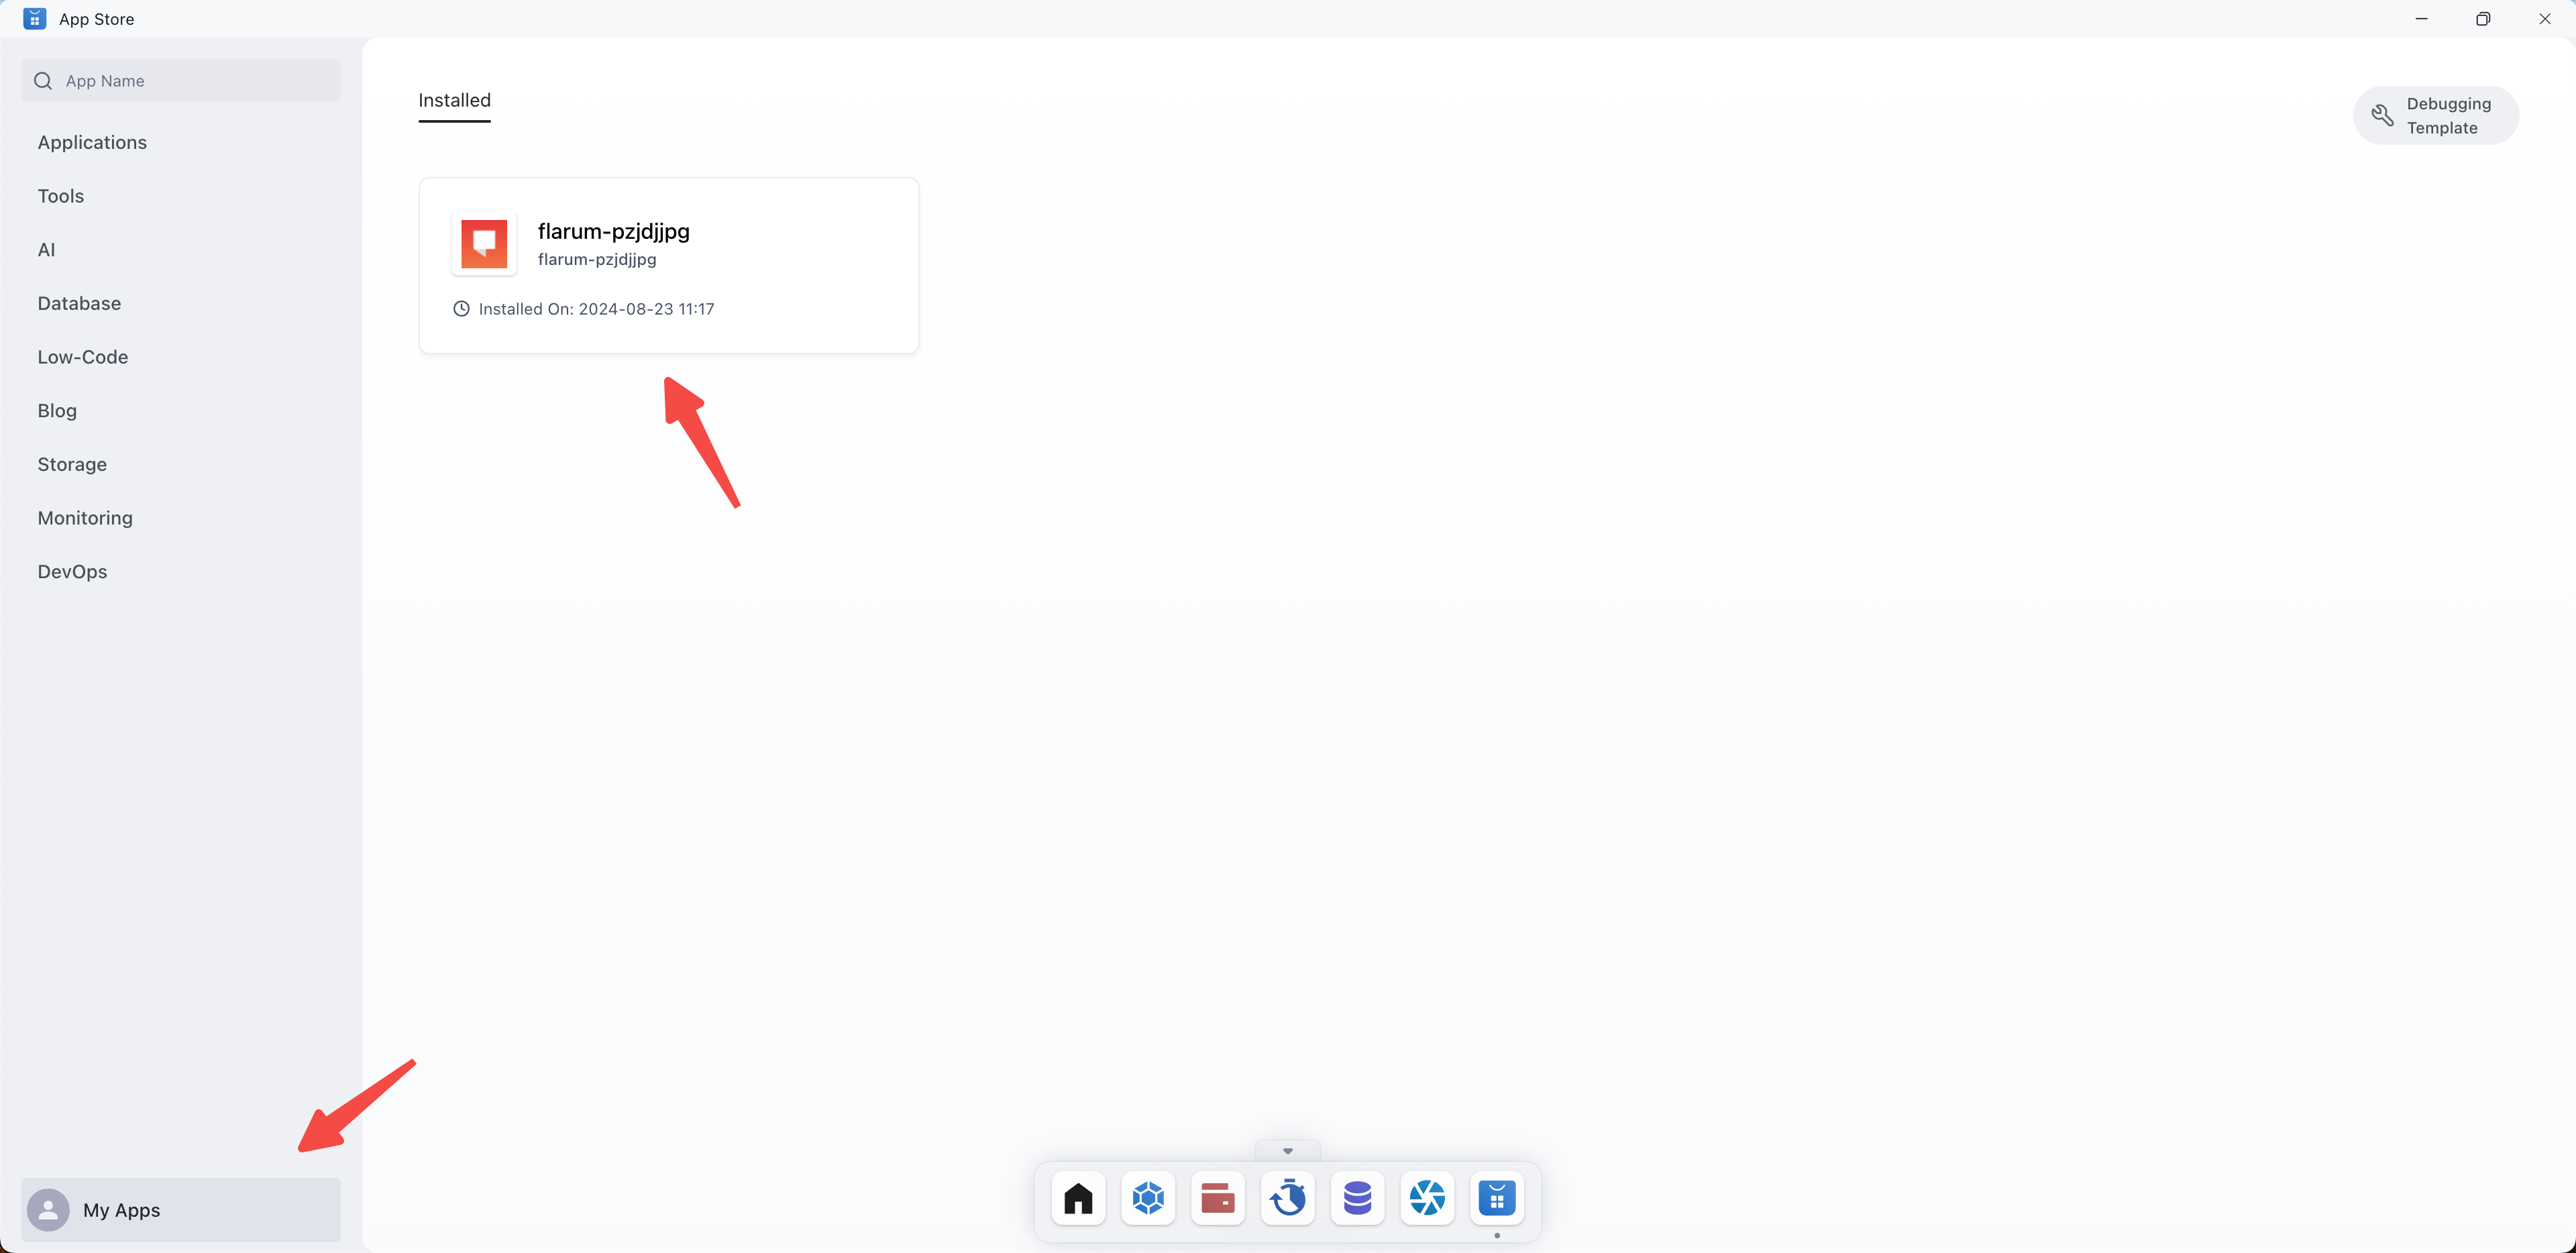 App Store
App Name
Applications
Tools
AI
Database
Low-Code
Blog
Storage
Monitoring
DevOps
My Apps
Installed
Debugging
Template
flarum-pzjdjjpg
flarum-pzjdjjpg
Installed On: 2024-08-23 11:17